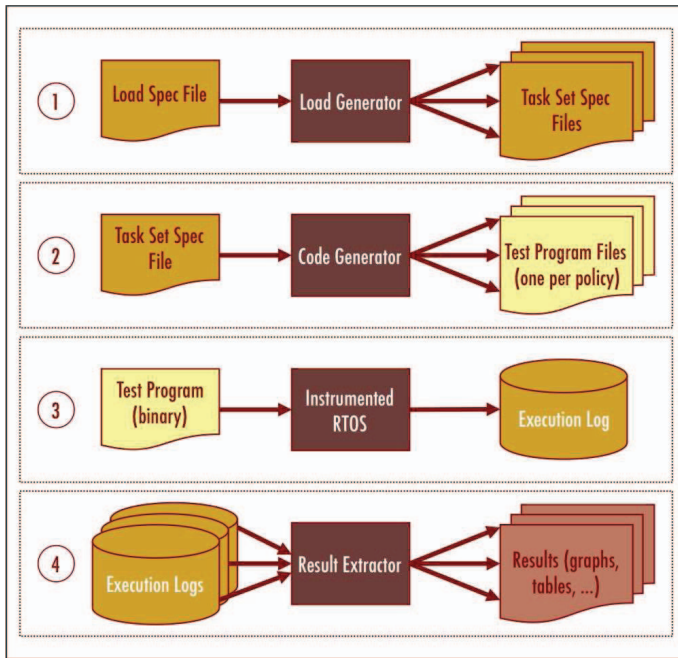 1
Load Spec File
Load Generator
Task Set Spec
Files
2
Task Set Spec
File
Code Generator
Test Program Files
(one per policy)
3
Test Program
(binary)
Instrumented
RTOS
Execution Log
4
Execution Logs
Result Extractor
Results (graphs,
tables, ...)